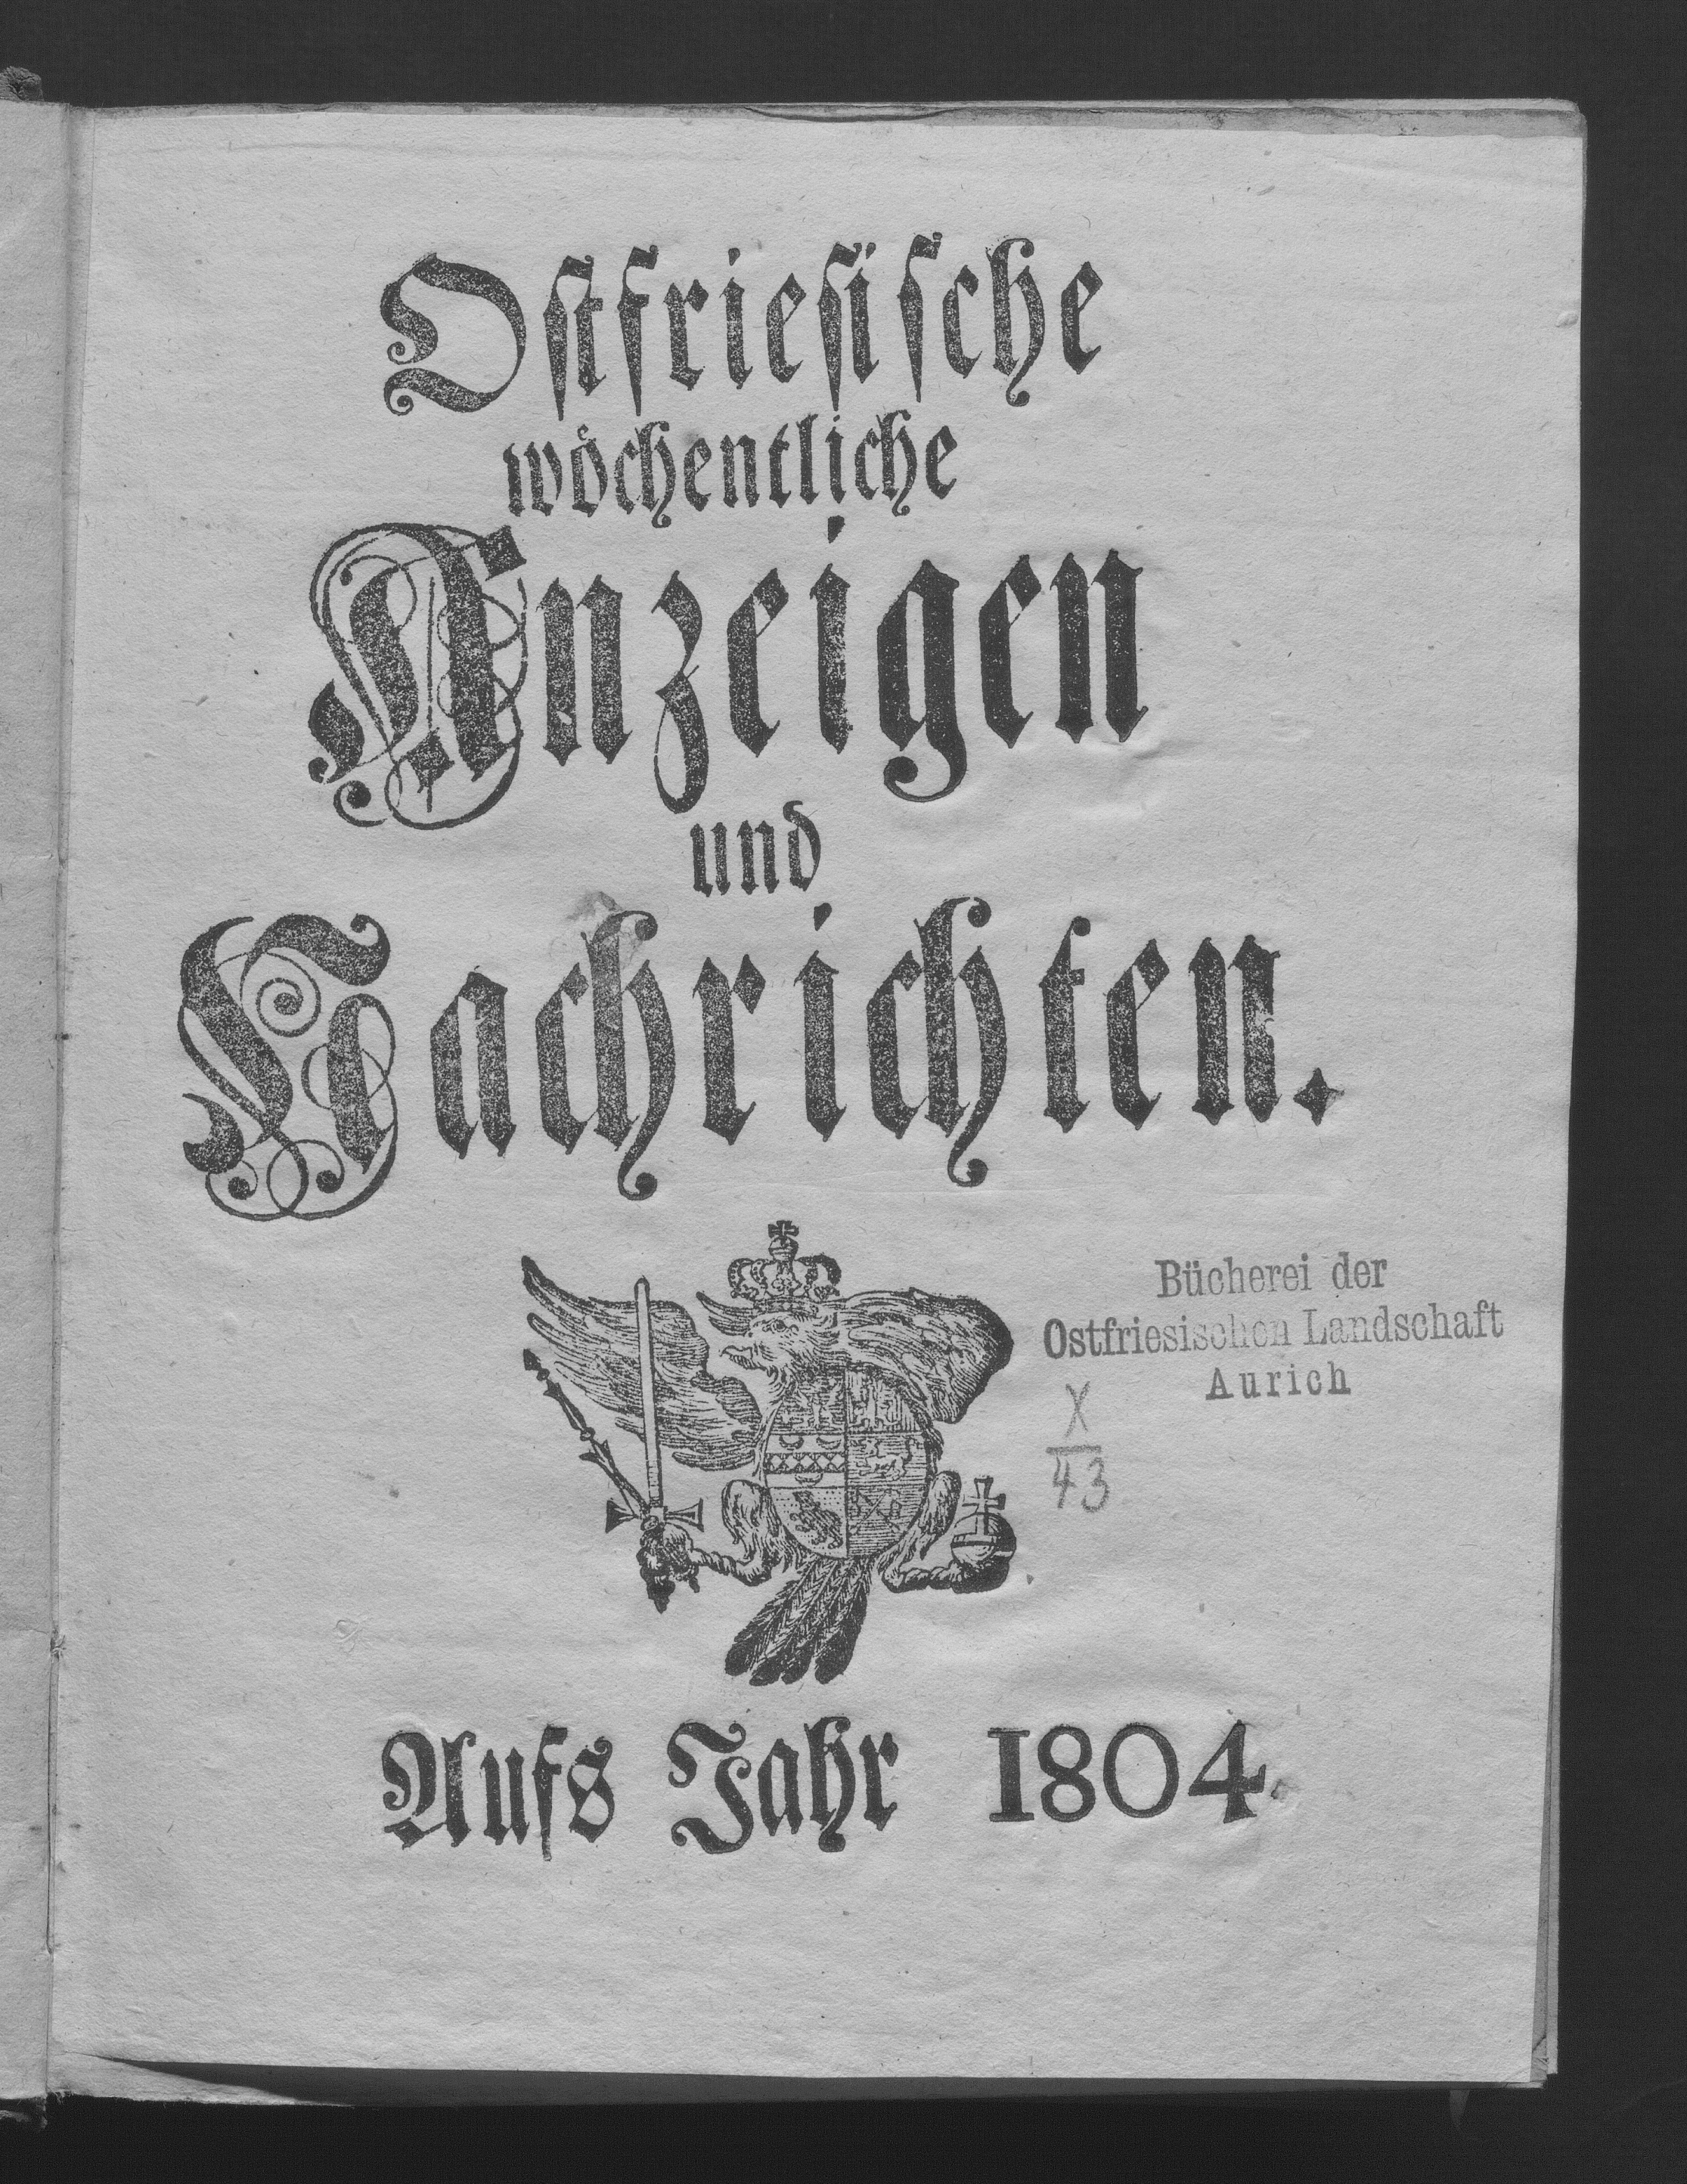 Ostfriesische
wöchentliche
Anzeigen
und
Nachrichten.
Bücherei der
Ostfriesischen Landschaft
Aurich
X
43
Aufs Jahr 1804.